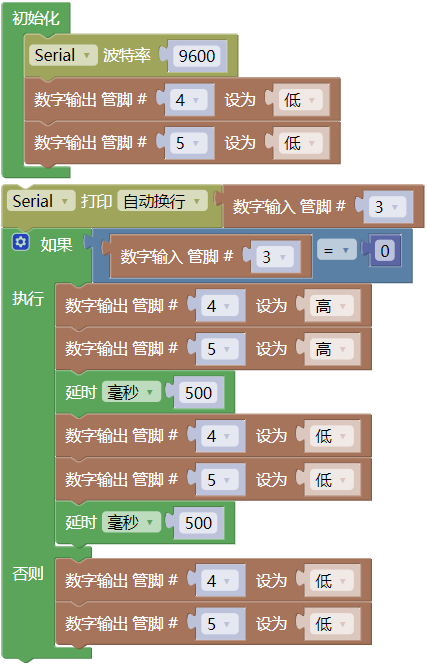 初始化
Serial 波特率 9600
数字输出 管脚 # 4 设为 低
数字输出 管脚 # 5 设为 低
Serial 打印 自动换行 数字输入 管脚 # 3
如果 数字输入 管脚 # 3 = 0
执行 数字输出 管脚 # 4 设为 高
数字输出 管脚 # 5 设为 高
延时 毫秒 500
数字输出 管脚 # 4 设为 低
数字输出 管脚 # 5 设为 低
延时 毫秒 500
否则 数字输出 管脚 # 4 设为 低
数字输出 管脚 # 5 设为 低